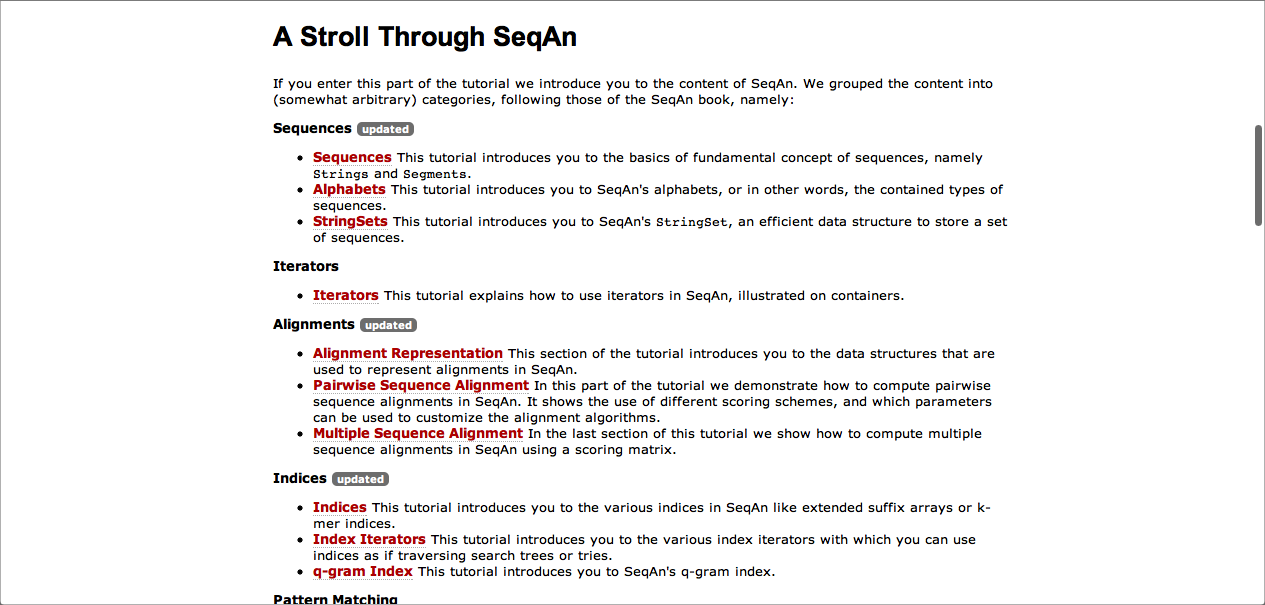 A Stroll Through SeqAn
If you enter this part of the tutorial we introduce you to the content of SeqAn. We grouped the content into
(somewhat arbitrary) categories, following those of the SeqAn book, namely:
Sequences updated
• Sequences This tutorial introduces you to the basics of fundamental concept of sequences, namely
Strings and Segments.
• Alphabets This tutorial introduces you to SeqAn's alphabets, or in other words, the contained types of
sequences.
• StringSets This tutorial introduces you to SeqAn's StringSet, an efficient data structure to store a set
of sequences.
Iterators
• Iterators This tutorial explains how to use iterators in SeqAn, illustrated on containers.
Alignments updated
• Alignment Representation This section of the tutorial introduces you to the data structures that are
used to represent alignments in SeqAn.
• Pairwise Sequence Alignment In this part of the tutorial we demonstrate how to compute pairwise
sequence alignments in SeqAn. It shows the use of different scoring schemes, and which parameters
can be used to customize the alignment algorithms.
• Multiple Sequence Alignment In the last section of this tutorial we show how to compute multiple
sequence alignments in SeqAn using a scoring matrix.
Indices updated
• Indices This tutorial introduces you to the various indices in SeqAn like extended suffix arrays or k-
mer indices.
• Index Iterators This tutorial introduces you to the various index iterators with which you can use
indices as if traversing search trees or tries.
• q-gram Index This tutorial introduces you to SeqAn's q-gram index.
Pattern Matching